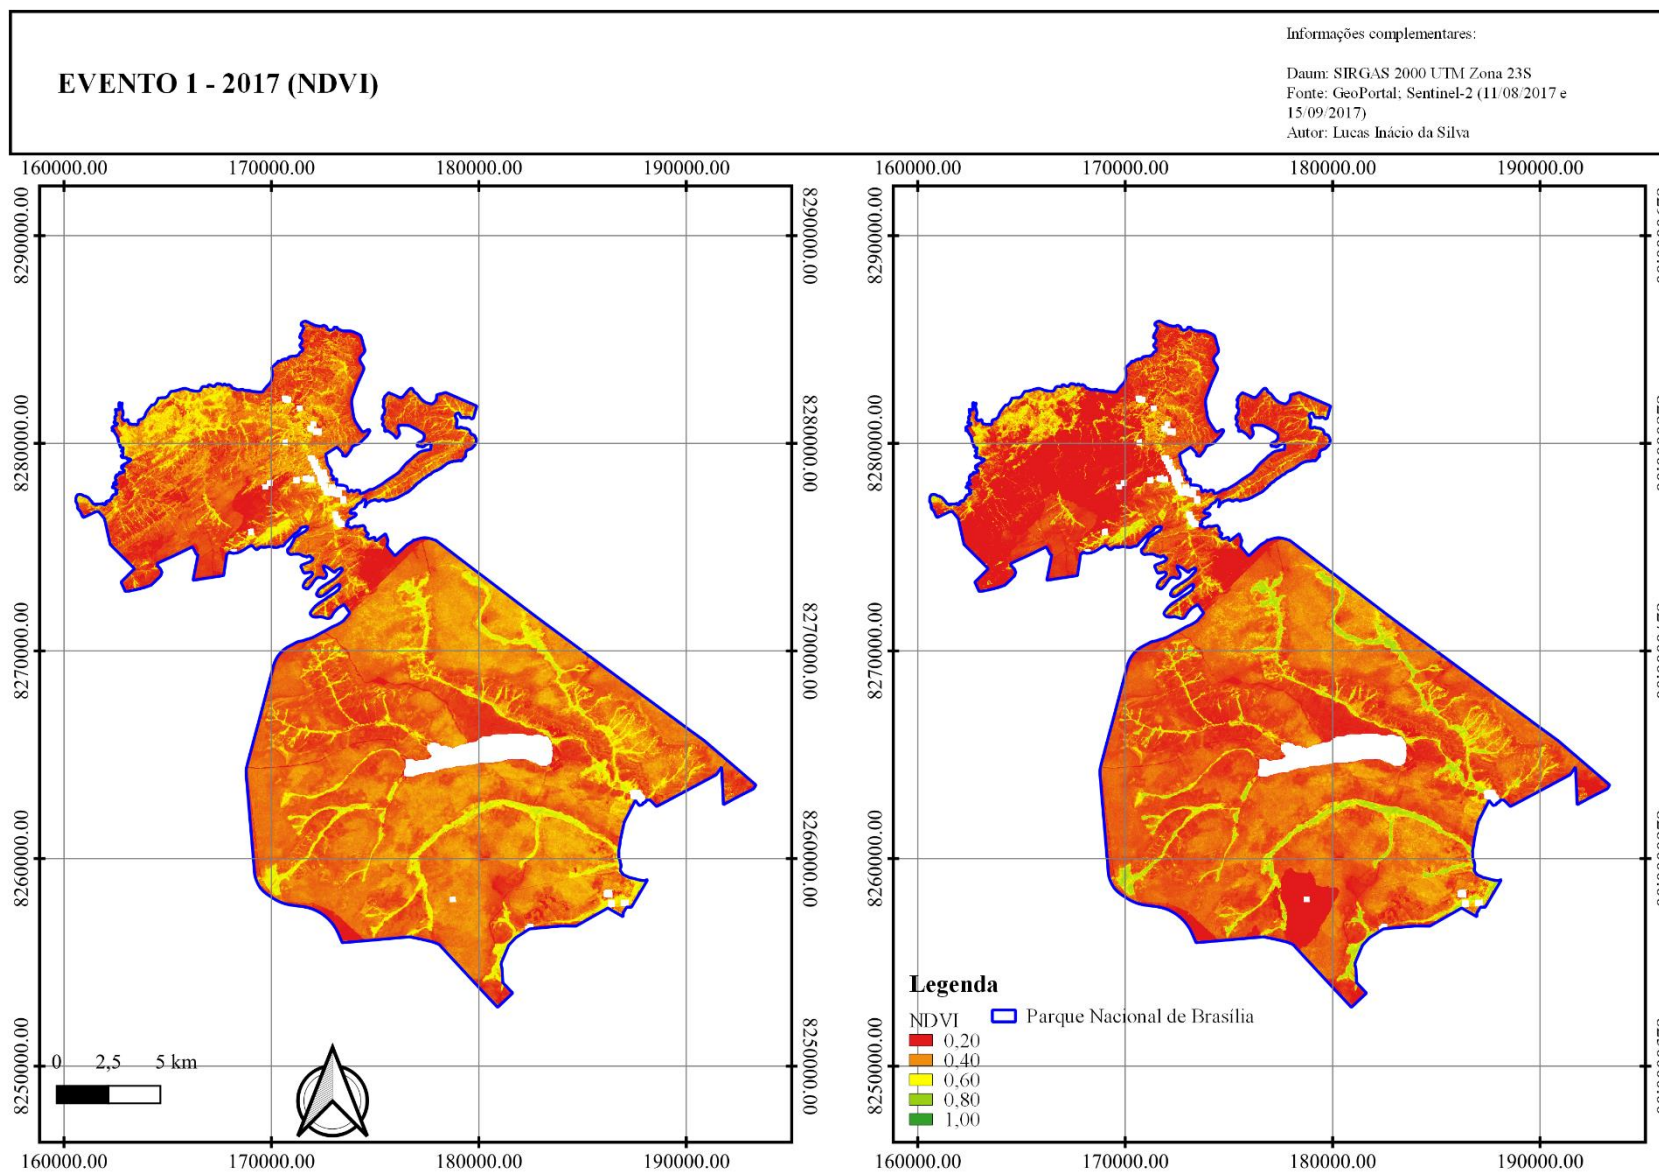 EVENTO 1 - 2017 (NDVI)
Informações complementares:
Daum: SIRGAS 2000 UTM Zona 23S
Fonte: GeoPortal; Sentinel-2 (11/08/2017 e
15/09/2017)
Autor: Lucas Inácio da Silva
160000.00 170000.00 180000.00 190000.00
160000.00 170000.00 180000.00 190000.00
8290000.00
8280000.00
8270000.00
8260000.00
8250000.00
8290000.00
8280000.00
8270000.00
8260000.00
8250000.00
8290000.00
8280000.00
8270000.00
8260000.00
8250000.00
0 2,5 5 km
Legenda
NDVI
0,20
0,40
0,60
0,80
1,00
Parque Nacional de Brasília
160000.00 170000.00 180000.00 190000.00
160000.00 170000.00 180000.00 190000.00